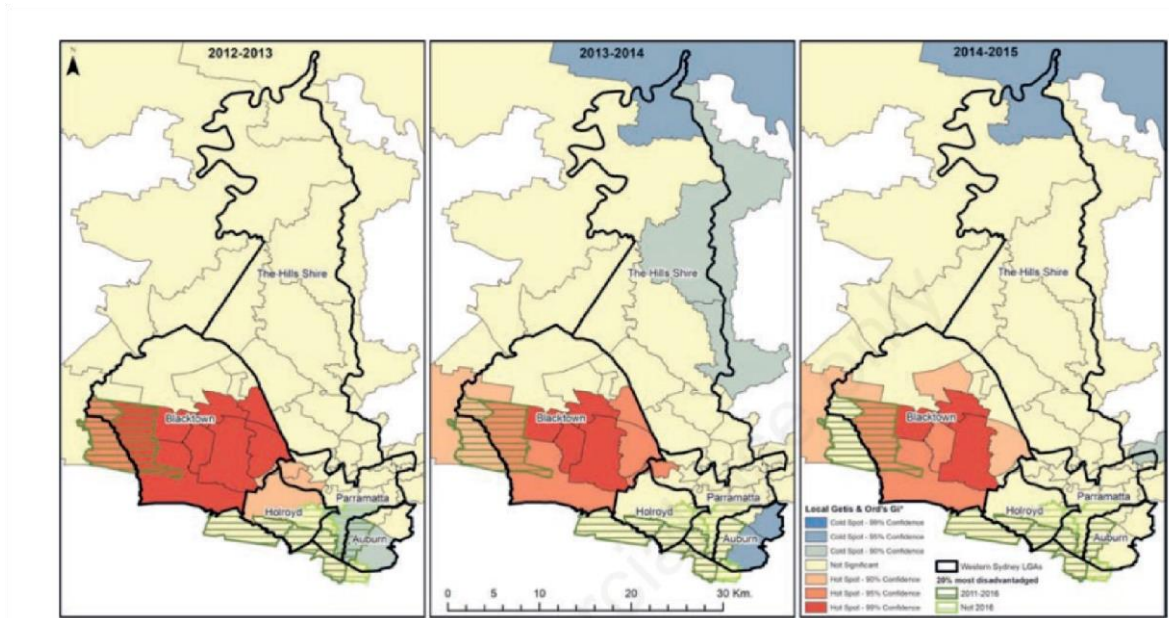 2012-2013
N
The Hills Shire
Blacktown
Holroyd
Parramatta
Auburn
2013-2014
The Hills Shire
Blacktown
Holroyd
Parramatta
Auburn
0 5 10 20 30 Km.
2014-2015
The Hills Shire
Blacktown
Parramatta
Holroyd
Auburn
Local Getis & Ord's Gi*
Cold Spot - 99% Confidence
Cold Spot - 95% Confidence
Cold Spot - 90% Confidence
Not Significant
Hot Spot - 90% Confidence
Hot Spot - 95% Confidence
Hot Spot - 99% Confidence
Western Sydney LGAs
20% most disadvantadged
2011-2016
Not 2016